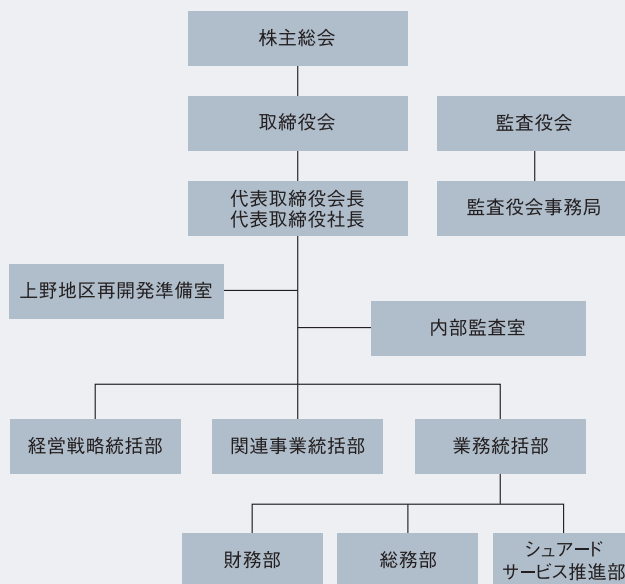 株主総会
取締役会
監査役会
代表取締役会長
代表取締役社長
監査役会事務局
上野地区再開発準備室
内部監査室
経営戦略統括部
関連事業統括部
業務統括部
財務部
総務部
シュアード
サービス推進部